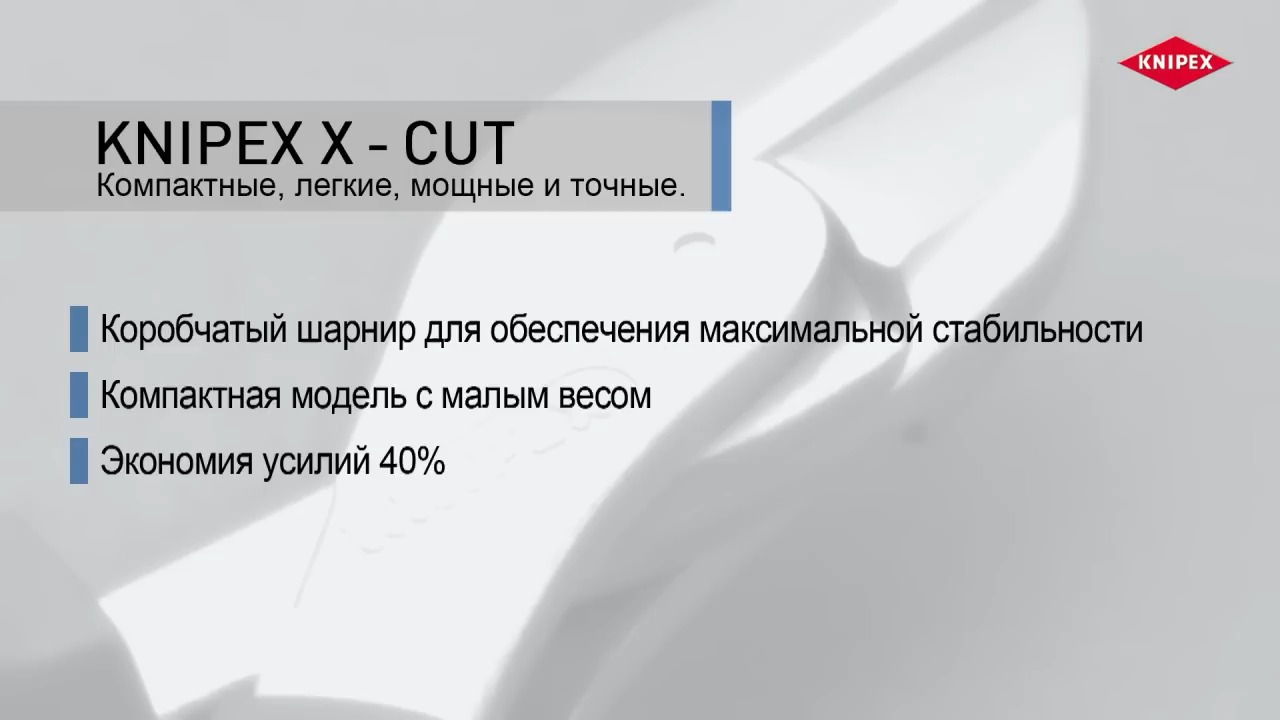 KNIPEX
KNIPEX X - CUT
Компактные, легкие, мощные и точные.
Коробчатый шарнир для обеспечения максимальной стабильности
Компактная модель с малым весом
Экономия усилий 40%